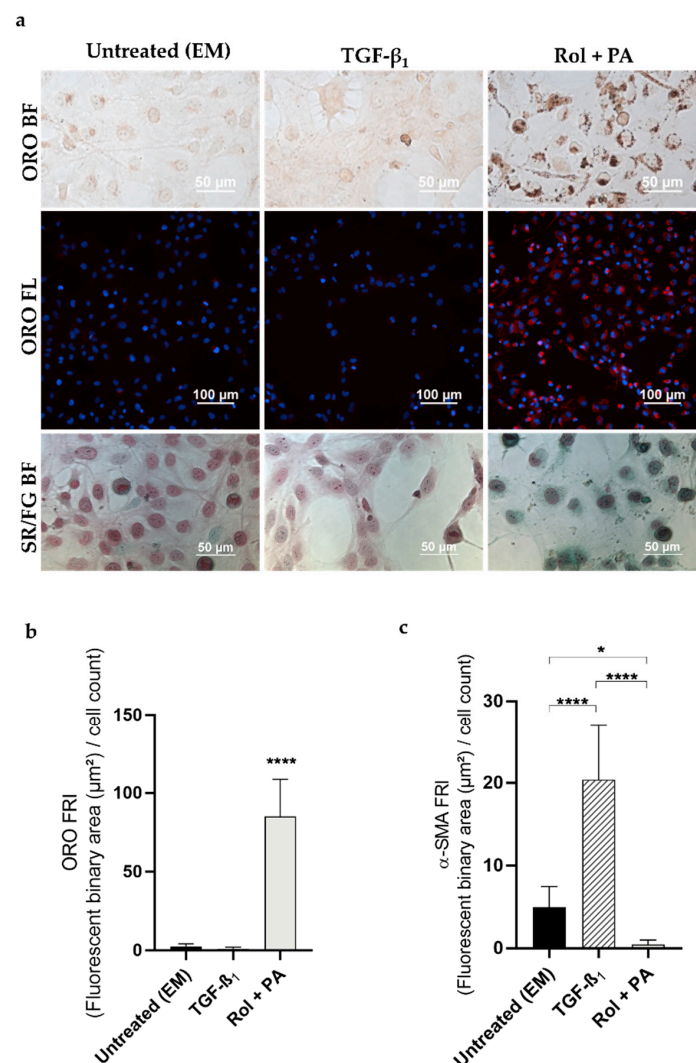 a
Untreated (EM) TGF-β₁ Rol + PA
ORO BF
50 µm 50 µm 50 µm
ORO FL
100 µm 100 µm 100 µm
SR/FG BF
50 µm 50 µm 50 µm
b
ORO FRI
(Fluorescent binary area (µm²) / cell count)
150
100
50
0
****
Untreated (EM) TGF-ß₁ Rol + PA
c
α-SMA FRI
(Fluorescent binary area (µm²) / cell count)
*
****
****
30
20
10
0
Untreated (EM) TGF-ß₁ Rol + PA